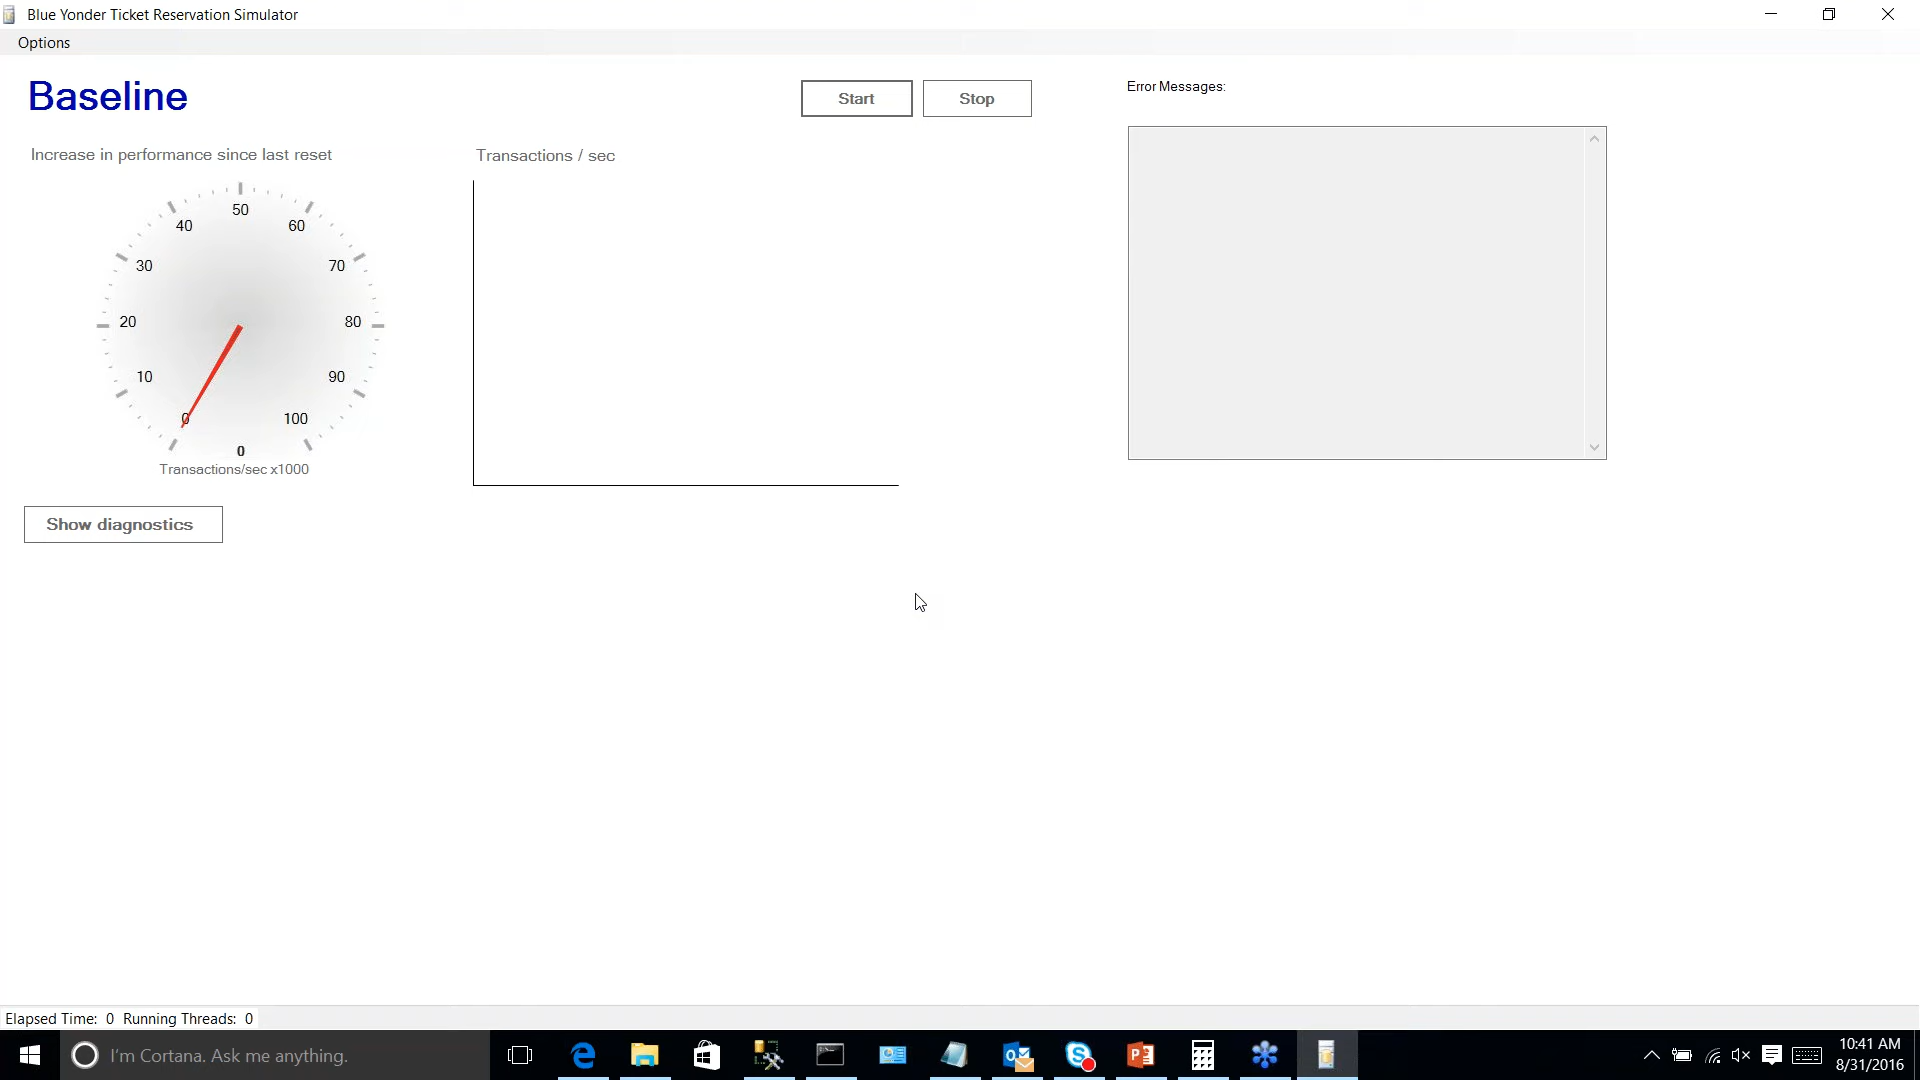 Blue Yonder Ticket Reservation Simulator
Options
Baseline
Start
Stop
Error Messages:
Increase in performance since last reset
Transactions / sec
50
40
60
30
70
20
80
10
90
0
100
0
Transactions/sec x1000
Show diagnostics
Elapsed Time: 0 Running Threads: 0
I'm Cortana. Ask me anything.
10:41 AM
8/31/2016